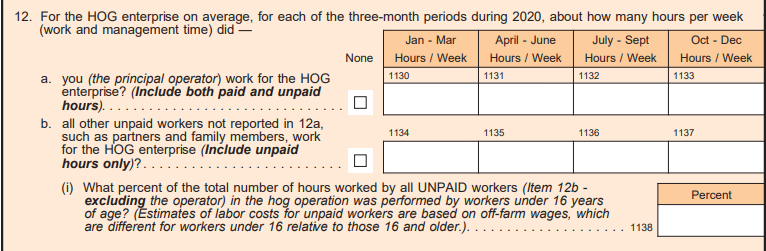 12. For the HOG enterprise on average, for each of the three-month periods during 2020, about how many hours per week
(work and management time) did —
Jan - Mar April - June July - Sept Oct - Dec
None Hours / Week Hours / Week Hours / Week Hours / Week
a. you (the principal operator) work for the HOG 1130 1131 1132 1133
enterprise? (Include both paid and unpaid
hours). . . . . . . . . . . . . . . . . . . . . . . . . . . . . . .
b. all other unpaid workers not reported in 12a,
such as partners and family members, work 1134 1135 1136 1137
for the HOG enterprise (Include unpaid
hours only)?. . . . . . . . . . . . . . . . . . . . . . . . . .
(i) What percent of the total number of hours worked by all UNPAID workers (Item 12b - Percent
excluding the operator) in the hog operation was performed by workers under 16 years
of age? (Estimates of labor costs for unpaid workers are based on off-farm wages, which
are different for workers under 16 relative to those 16 and older.). . . . . . . . . . . . . . . . . . . . 1138